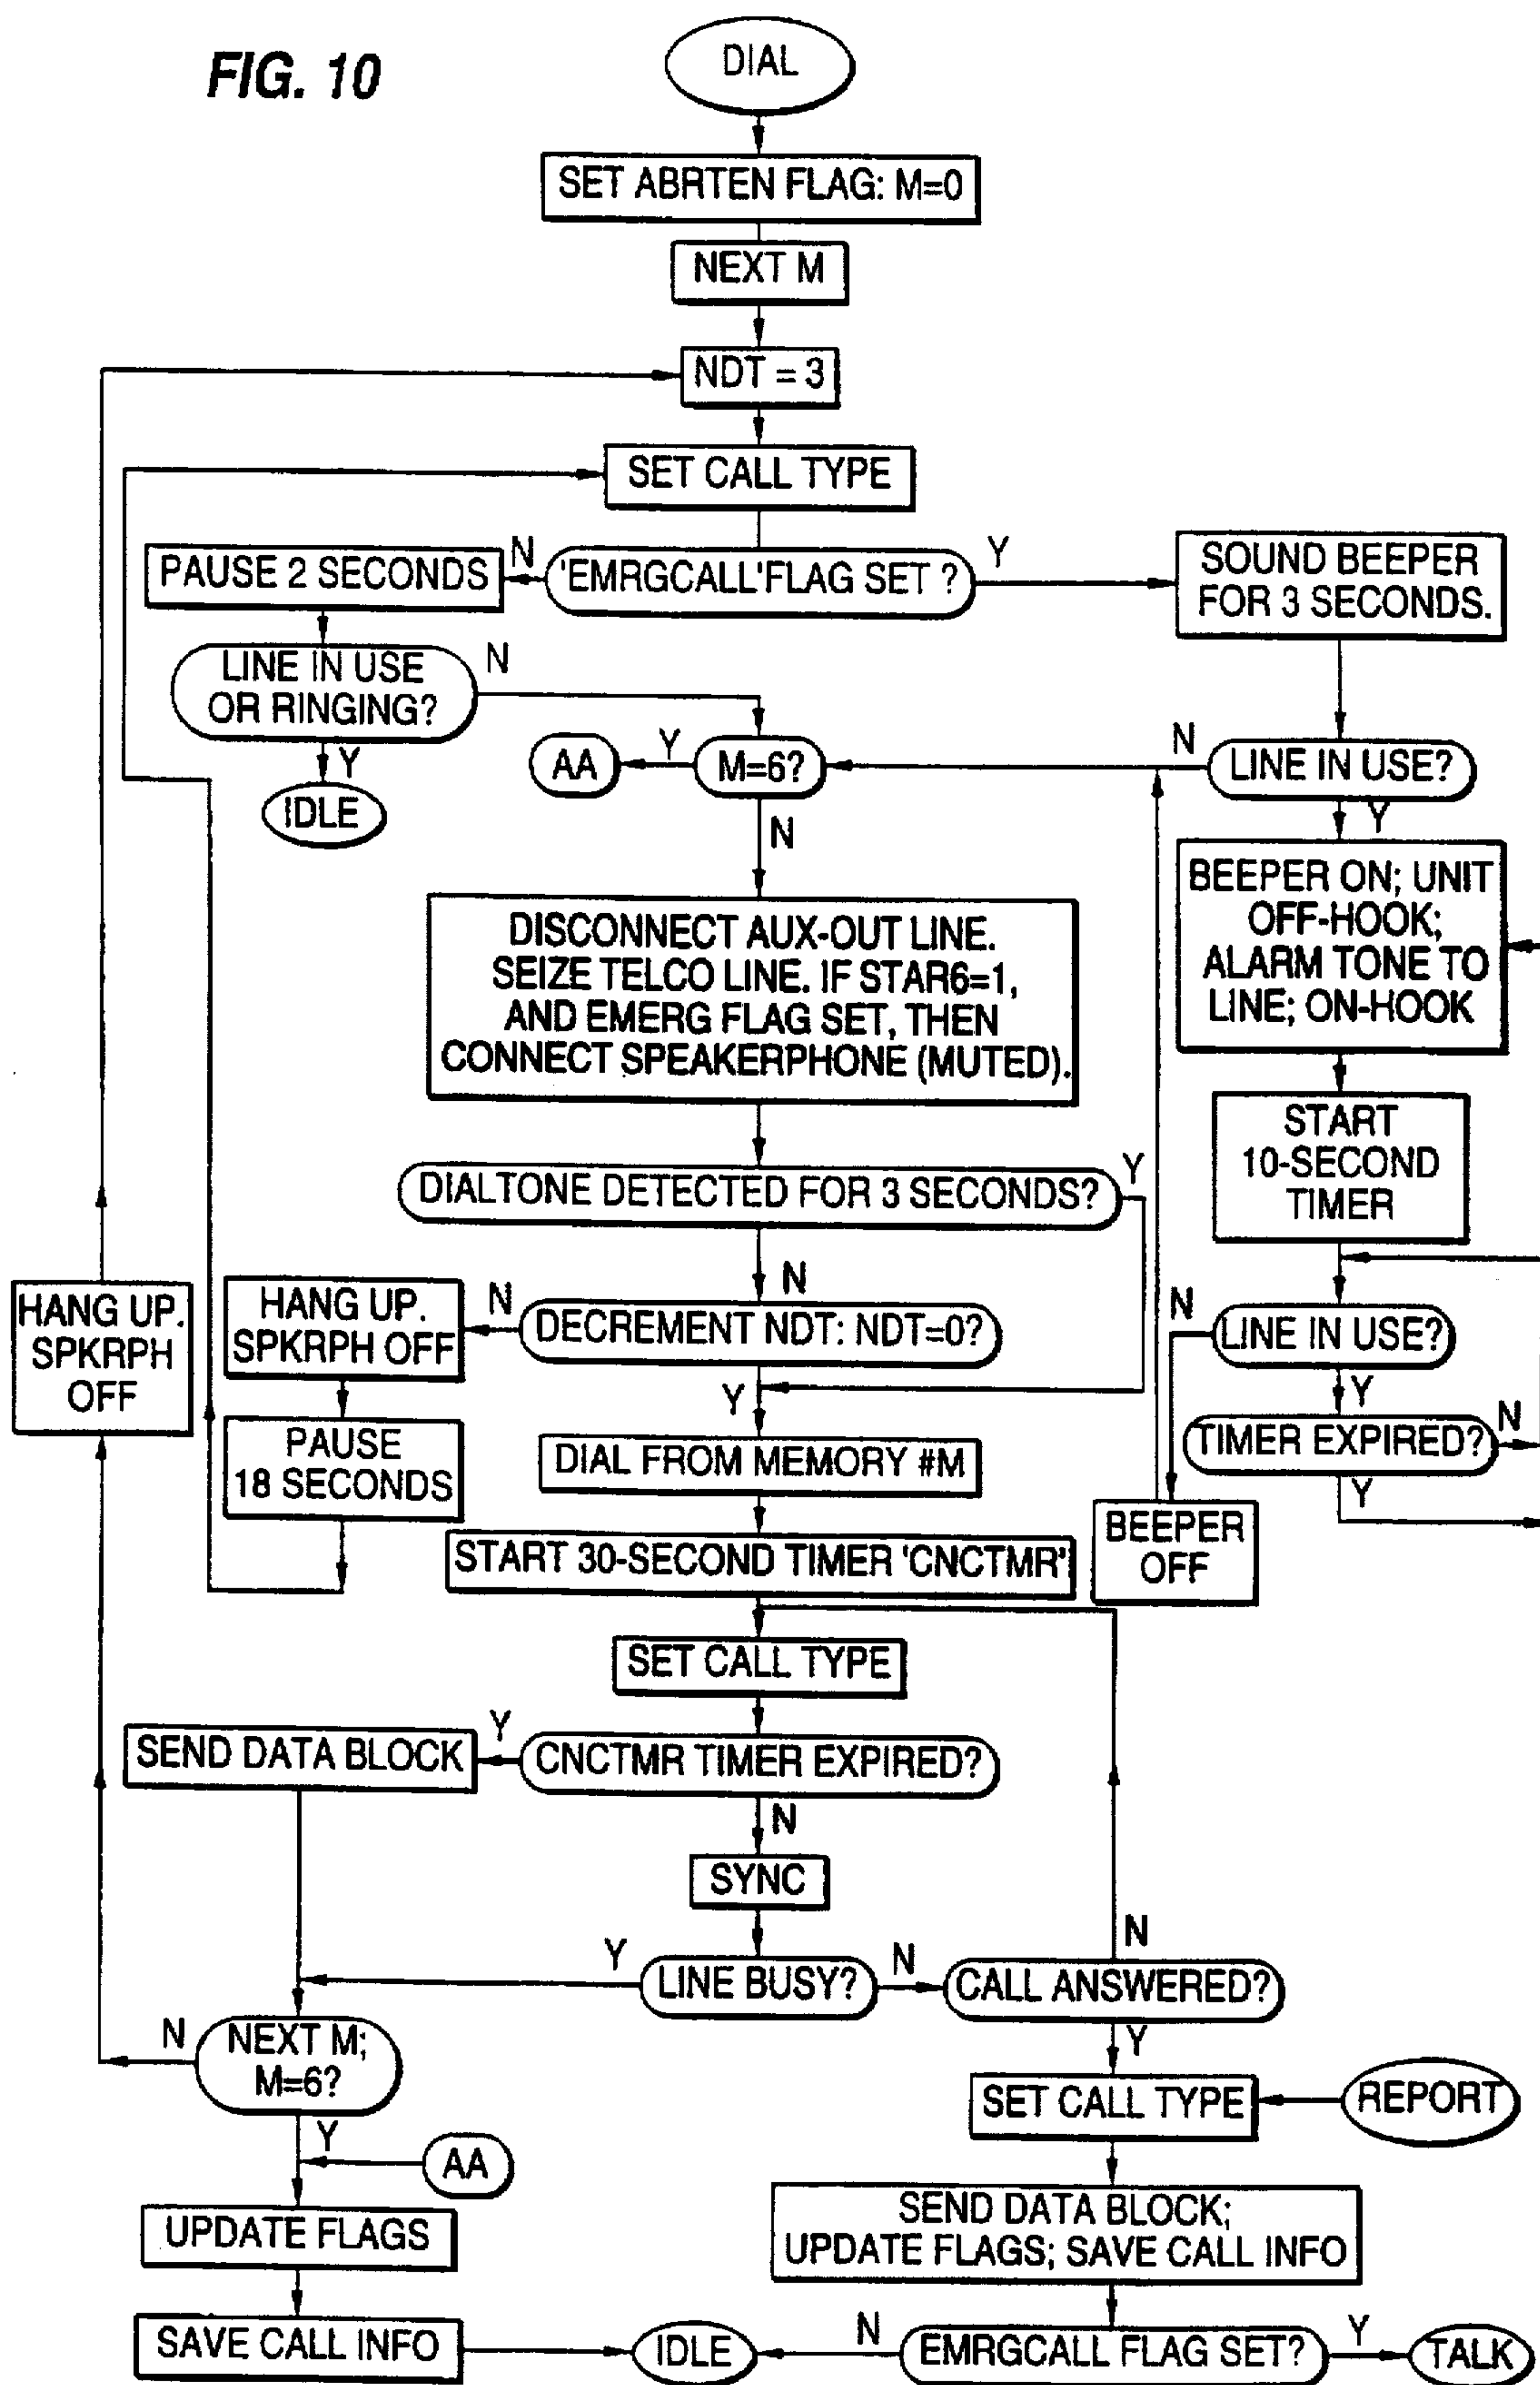 FIG. 10
DIAL
SET ABRTEN FLAG: M=0
NEXT M
NDT = 3
SET CALL TYPE
'EMRGCALL'FLAG SET ?
N
Y
PAUSE 2 SECONDS
SOUND BEEPER
FOR 3 SECONDS.
LINE IN USE
OR RINGING?
N
Y
IDLE
AA
Y
M=6?
N
N
LINE IN USE?
Y
BEEPER ON; UNIT
OFF-HOOK;
ALARM TONE TO
LINE; ON-HOOK
DISCONNECT AUX-OUT LINE.
SEIZE TELCO LINE. IF STAR6=1,
AND EMERG FLAG SET, THEN
CONNECT SPEAKERPHONE (MUTED).
START
10-SECOND
TIMER
DIALTONE DETECTED FOR 3 SECONDS?
Y
N
HANG UP.
SPKRPH
OFF
HANG UP.
SPKRPH OFF
N
DECREMENT NDT: NDT=0?
Y
N
LINE IN USE?
Y
TIMER EXPIRED?
N
Y
PAUSE
18 SECONDS
DIAL FROM MEMORY #M
BEEPER
OFF
START 30-SECOND TIMER 'CNCTMR'
SET CALL TYPE
SEND DATA BLOCK
Y
CNCTMR TIMER EXPIRED?
N
SYNC
Y
LINE BUSY?
N
CALL ANSWERED?
N
Y
N
NEXT M;
M=6?
Y
AA
SET CALL TYPE
REPORT
UPDATE FLAGS
SEND DATA BLOCK;
UPDATE FLAGS; SAVE CALL INFO
SAVE CALL INFO
IDLE
N
EMRGCALL FLAG SET?
Y
TALK